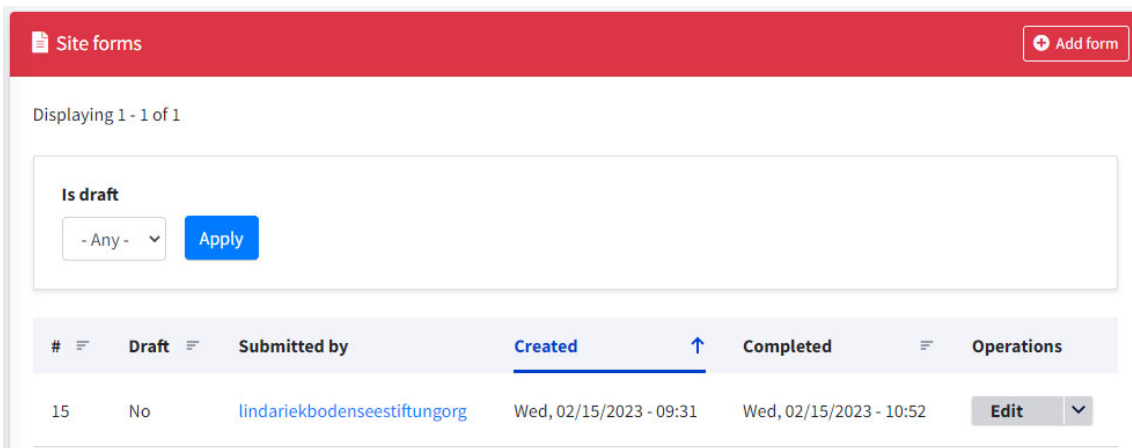 Site forms Add form
Displaying 1 - 1 of 1
Is draft
- Any - Apply
# Draft Submitted by Created Completed Operations
15 No lindariekbodenseestiftungorg Wed, 02/15/2023 - 09:31 Wed, 02/15/2023 - 10:52 Edit